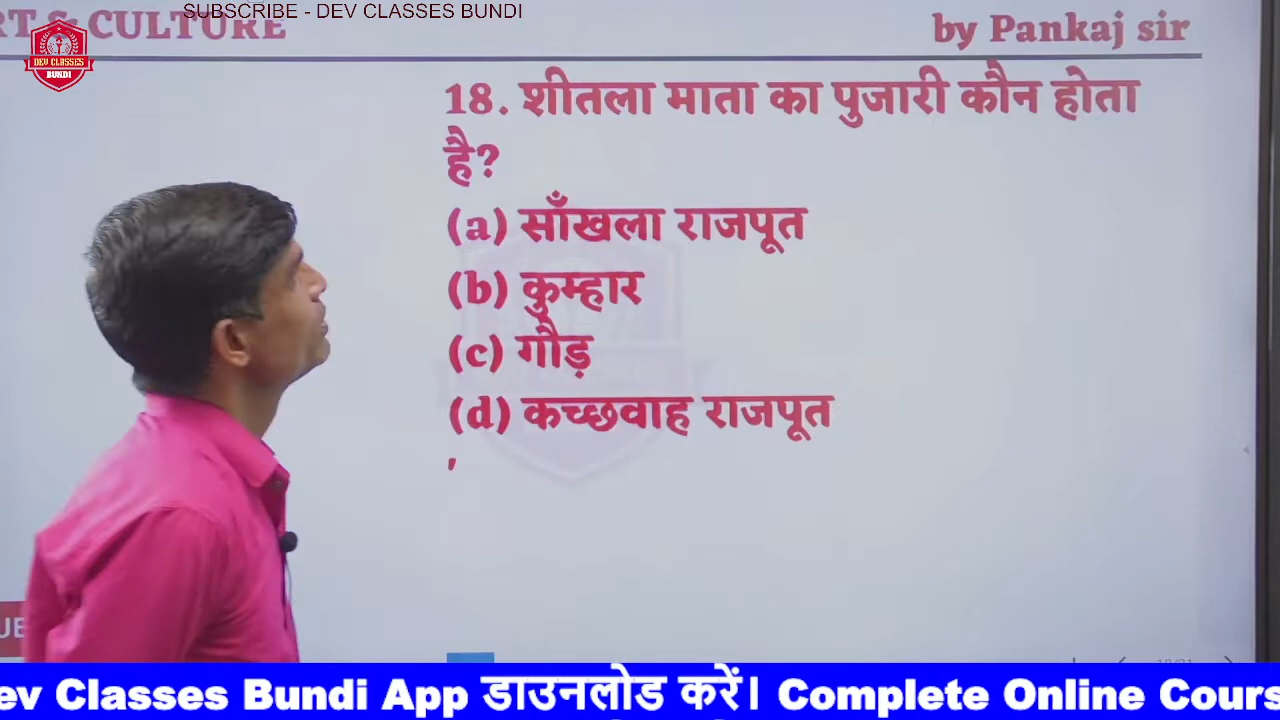 SUBSCRIBE - DEV CLASSES BUNDI
RT & CULTURE
by Pankaj sir
DEV CLASSES
BUNDI
18. शीतला माता का पुजारी कौन होता
है?
(a) साँखला राजपूत
(b) कुम्हार
(c) गौड़
(d) कच्छवाह राजपूत
ev Classes Bundi App डाउनलोड करें। Complete Online Cours